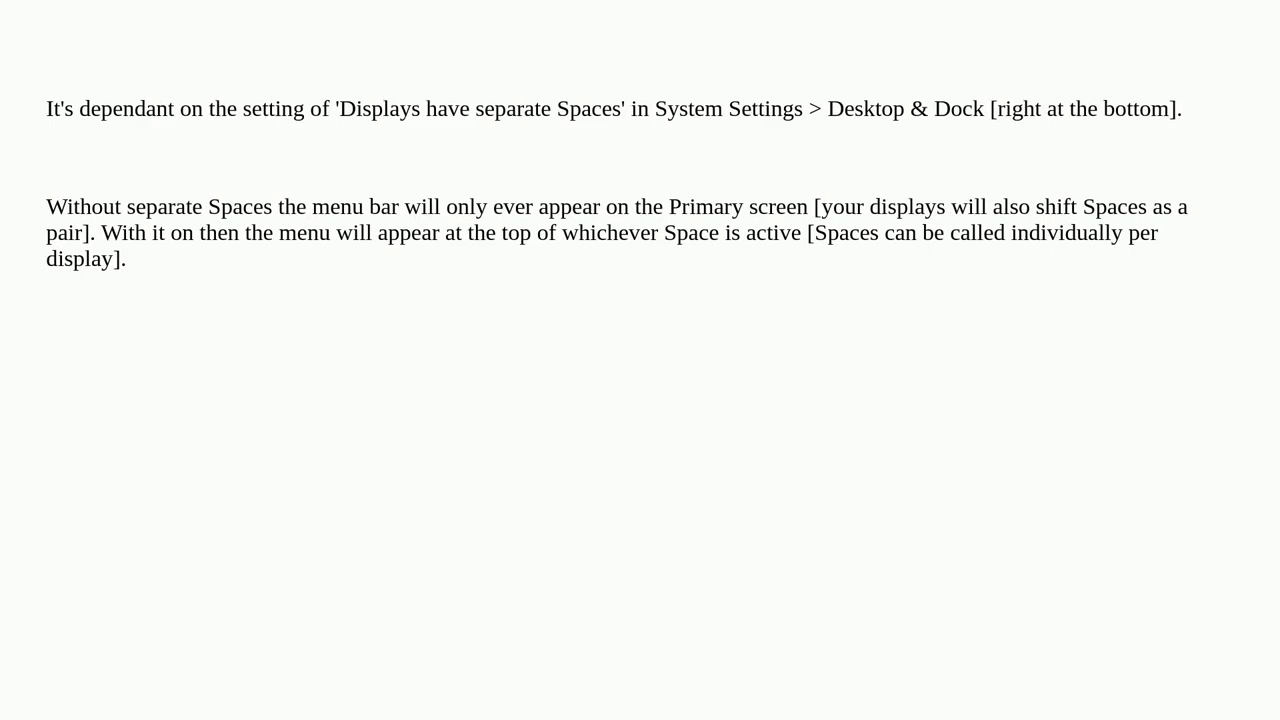 It's dependant on the setting of 'Displays have separate Spaces' in System Settings > Desktop & Dock [right at the bottom].
Without separate Spaces the menu bar will only ever appear on the Primary screen [your displays will also shift Spaces as a
pair]. With it on then the menu will appear at the top of whichever Space is active [Spaces can be called individually per
display].